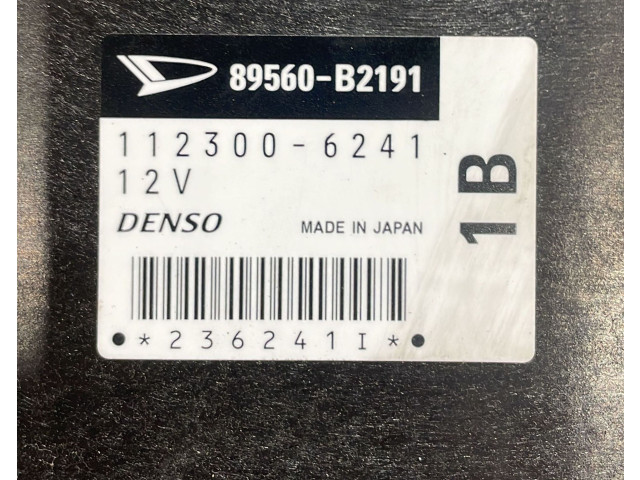 89560-B2191
112300-6241
12V
DENSO MADE IN JAPAN
*236241I*
1B